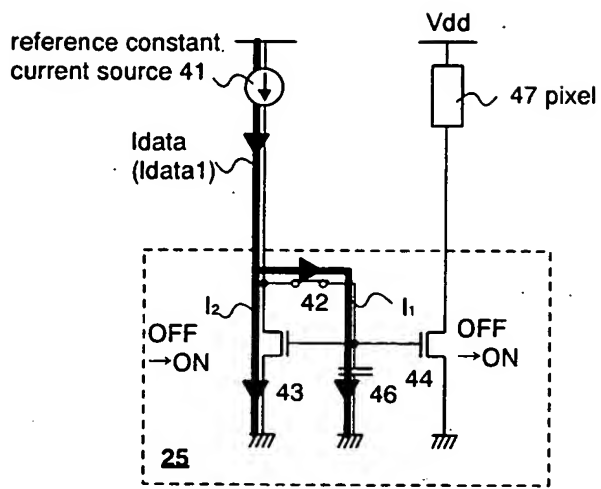 reference constant
current source 41
Vdd
47 pixel
Idata
(Idata1)
I₂
42
I₁
OFF
→ON
43
46
44
OFF
→ON
25